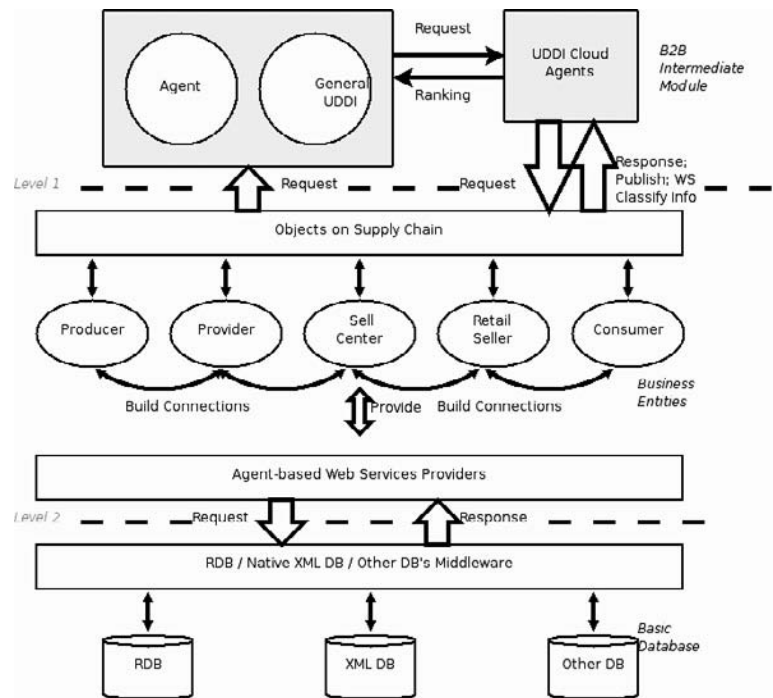 Request
UDDI Cloud
Agents
B2B
Intermediate
Module
Agent
General
UDDI
Ranking
Level 1
Request
Request
Response;
Publish; WS
Classify Info
Objects on Supply Chain
Producer
Provider
Sell
Center
Retail
Seller
Consumer
Build Connections
Provide
Build Connections
Business
Entities
Agent-based Web Services Providers
Level 2
Request
Response
RDB / Native XML DB / Other DB's Middleware
Basic
Database
RDB
XML DB
Other DB